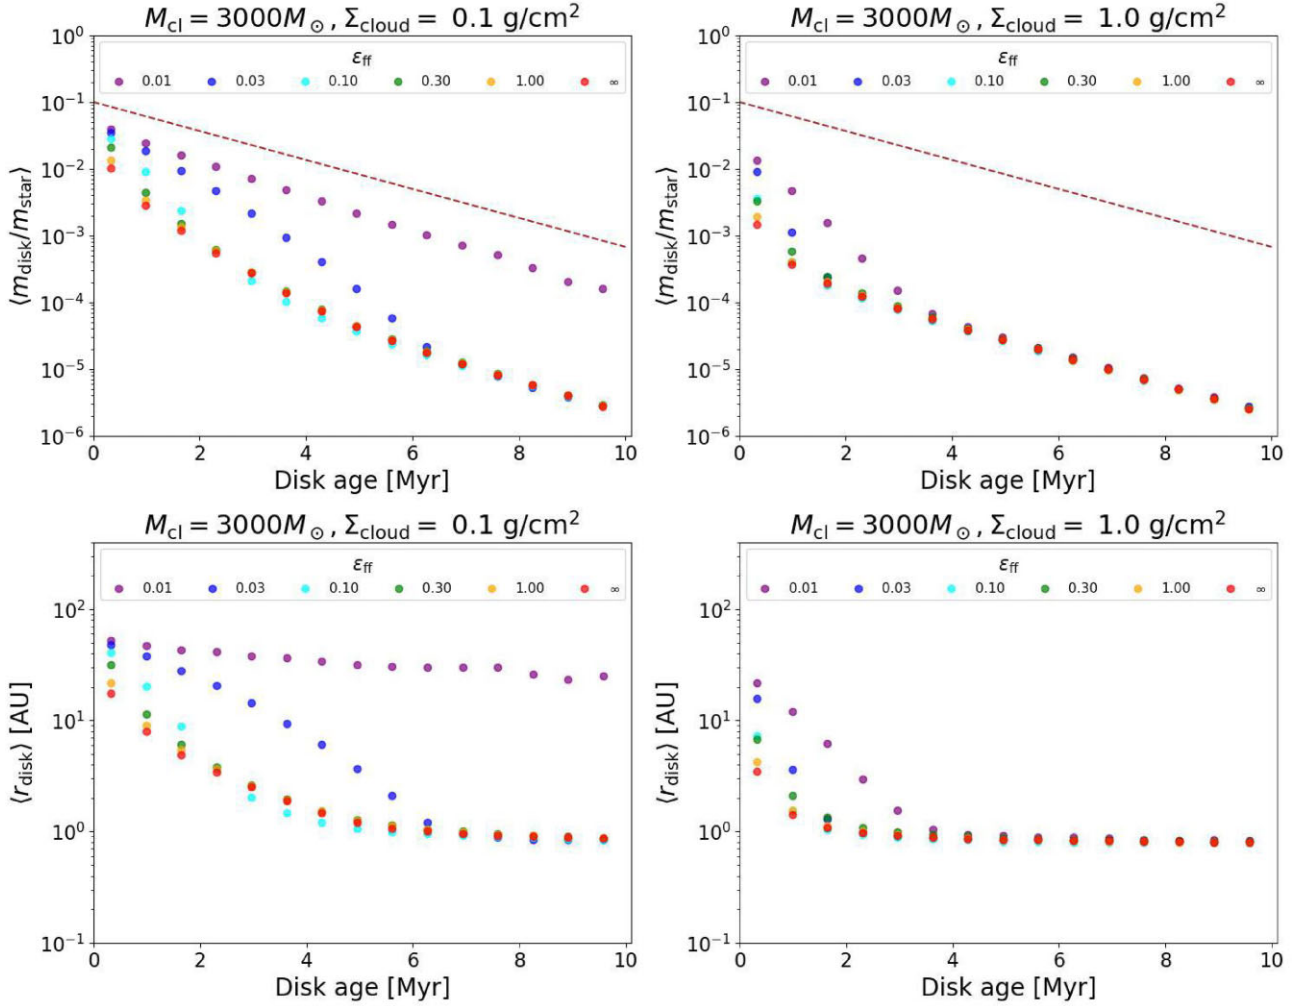 M_cl = 3000M_⊙, Σ_cloud = 0.1 g/cm²
ε_ff
0.01 0.03 0.10 0.30 1.00 ∞
10⁰
10⁻¹
10⁻²
10⁻³
10⁻⁴
10⁻⁵
10⁻⁶
⟨m_disk/m_star⟩
0 2 4 6 8 10
Disk age [Myr]
M_cl = 3000M_⊙, Σ_cloud = 1.0 g/cm²
ε_ff
0.01 0.03 0.10 0.30 1.00 ∞
10⁰
10⁻¹
10⁻²
10⁻³
10⁻⁴
10⁻⁵
10⁻⁶
⟨m_disk/m_star⟩
0 2 4 6 8 10
Disk age [Myr]
M_cl = 3000M_⊙, Σ_cloud = 0.1 g/cm²
ε_ff
0.01 0.03 0.10 0.30 1.00 ∞
10²
10¹
10⁰
10⁻¹
⟨r_disk⟩ [AU]
0 2 4 6 8 10
Disk age [Myr]
M_cl = 3000M_⊙, Σ_cloud = 1.0 g/cm²
ε_ff
0.01 0.03 0.10 0.30 1.00 ∞
10²
10¹
10⁰
10⁻¹
⟨r_disk⟩ [AU]
0 2 4 6 8 10
Disk age [Myr]